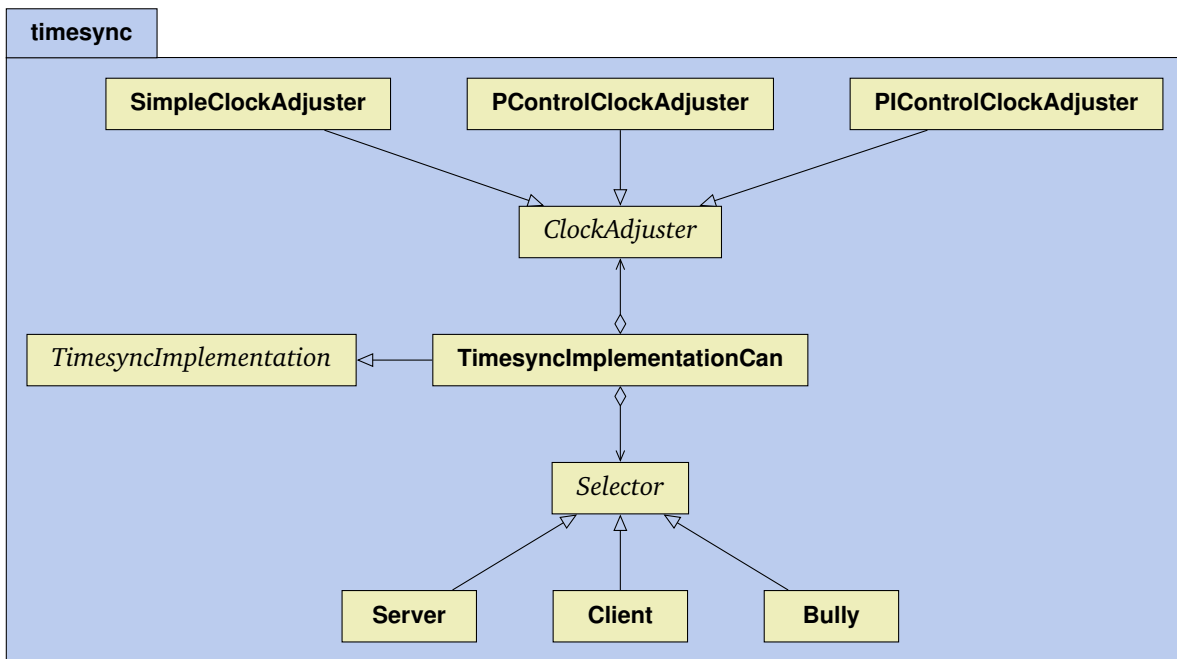 timesync
SimpleClockAdjuster
PControlClockAdjuster
PIControlClockAdjuster
ClockAdjuster
TimesyncImplementation
TimesyncImplementationCan
Selector
Server
Client
Bully